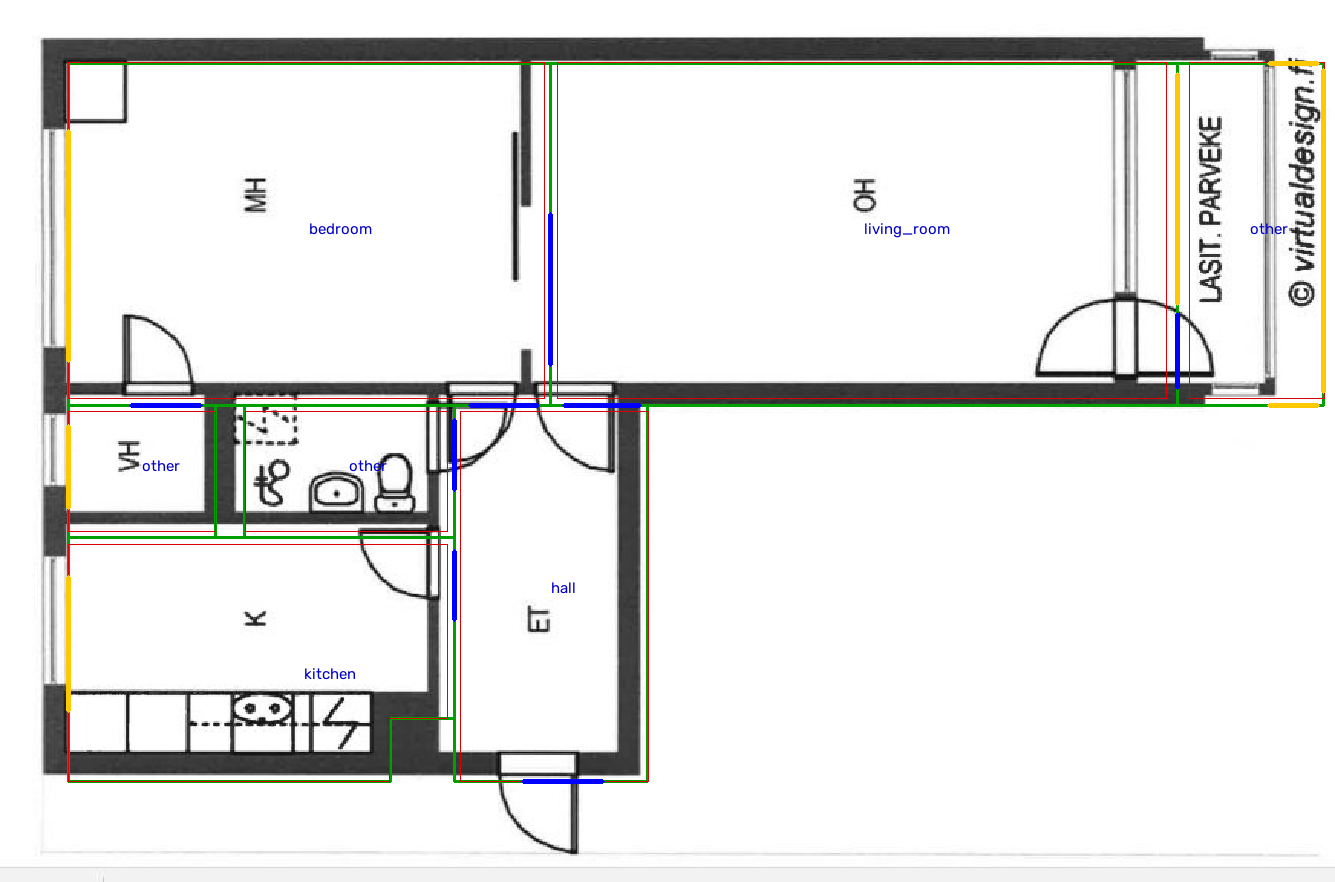 MH
bedroom
OH
living_room
LASIT. PARVEKE
other
© virtualdesign.fi
VH
other
other
hall
ET
K
kitchen